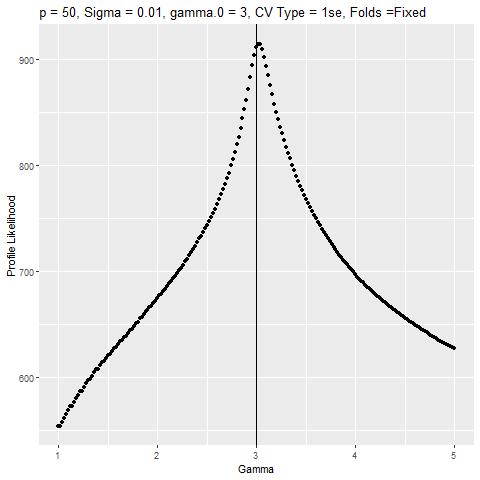 p = 50, Sigma = 0.01, gamma.0 = 3, CV Type = 1se, Folds =Fixed
Profile Likelihood
900
800
700
600
1 2 3 4 5
Gamma